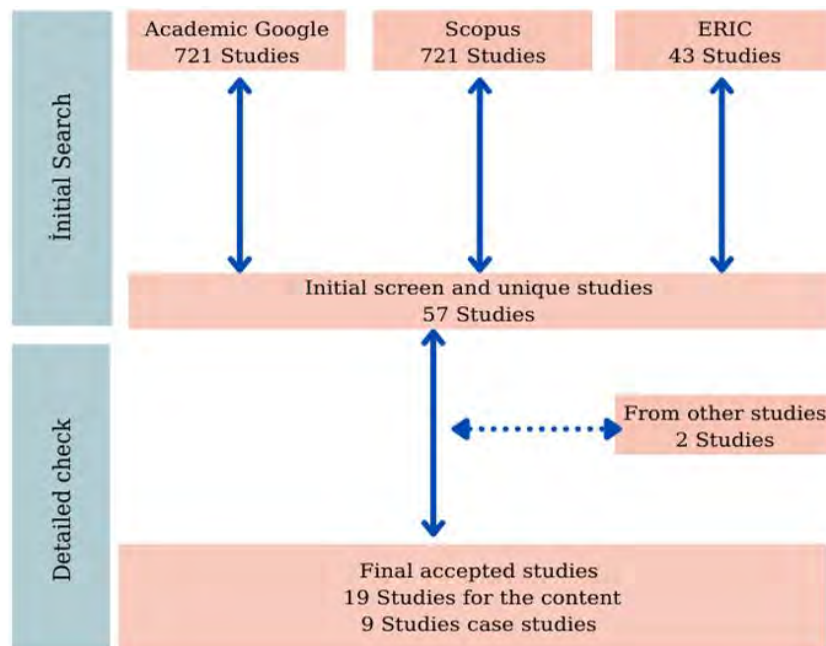 Academic Google
721 Studies
Scopus
721 Studies
ERIC
43 Studies
İnitial Search
Initial screen and unique studies
57 Studies
From other studies
2 Studies
Detailed check
Final accepted studies
19 Studies for the content
9 Studies case studies